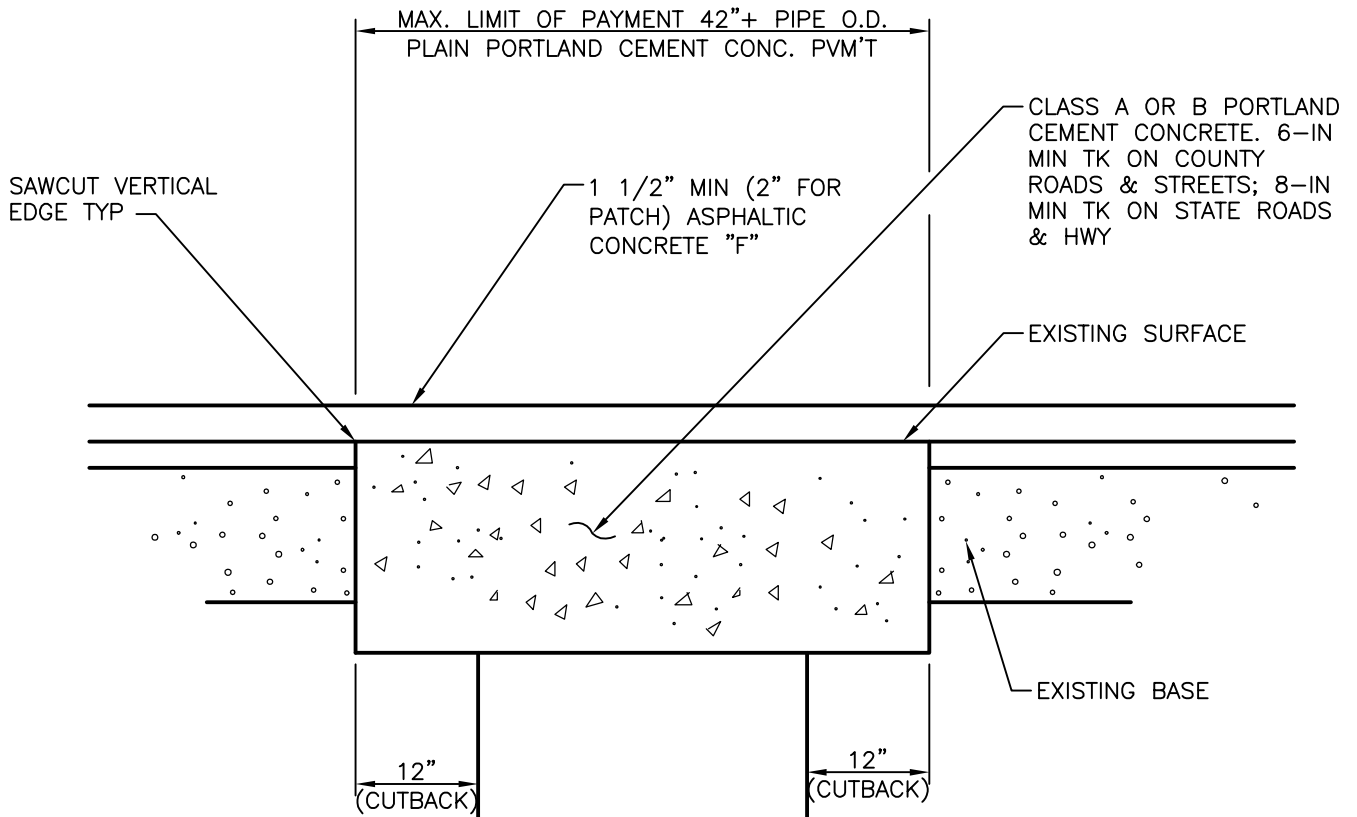 MAX. LIMIT OF PAYMENT 42”+ PIPE O.D.
PLAIN PORTLAND CEMENT CONC. PVM'T
CLASS A OR B PORTLAND
CEMENT CONCRETE. 6-IN
MIN TK ON COUNTY
ROADS & STREETS; 8-IN
MIN TK ON STATE ROADS
& HWY
SAWCUT VERTICAL
EDGE TYP
1 1/2” MIN (2” FOR
PATCH) ASPHALTIC
CONCRETE ”F”
EXISTING SURFACE
EXISTING BASE
12”
(CUTBACK)
12”
(CUTBACK)